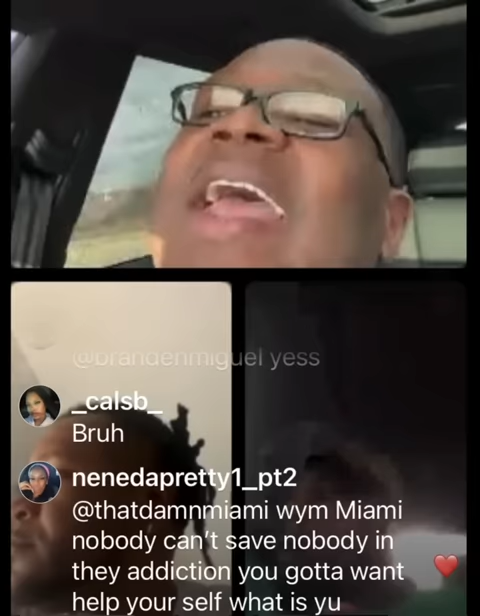 @brandenmiguel yess
_calsb_
Bruh
nenedapretty1_pt2
@thatdamnmiami wym Miami
nobody can't save nobody in
they addiction you gotta want
help your self what is yu